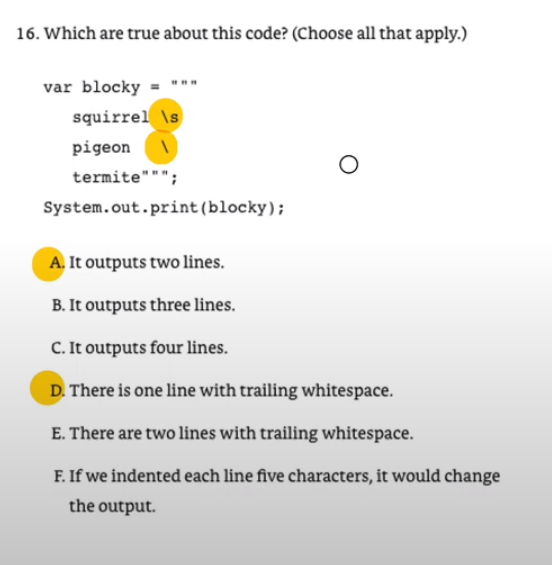 16. Which are true about this code? (Choose all that apply.)
var blocky = """
squirrel \s
pigeon   \
termite""";
System.out.print(blocky);
A. It outputs two lines.
B. It outputs three lines.
C. It outputs four lines.
D. There is one line with trailing whitespace.
E. There are two lines with trailing whitespace.
F. If we indented each line five characters, it would change
the output.